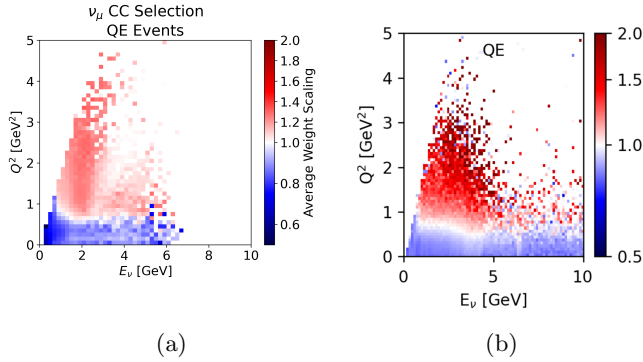 ν_μ CC Selection
QE Events
5
4
3
2
1
0
Q² [GeV²]
0 2 4 6 8 10
E_ν [GeV]
2.0
1.8
1.6
1.4
1.2
1.0
0.8
0.6
Average Weight Scaling
(a)
QE
5
4
3
2
1
0
Q² [GeV²]
0 5 10
E_ν [GeV]
2.0
1.5
1.0
0.5
(b)